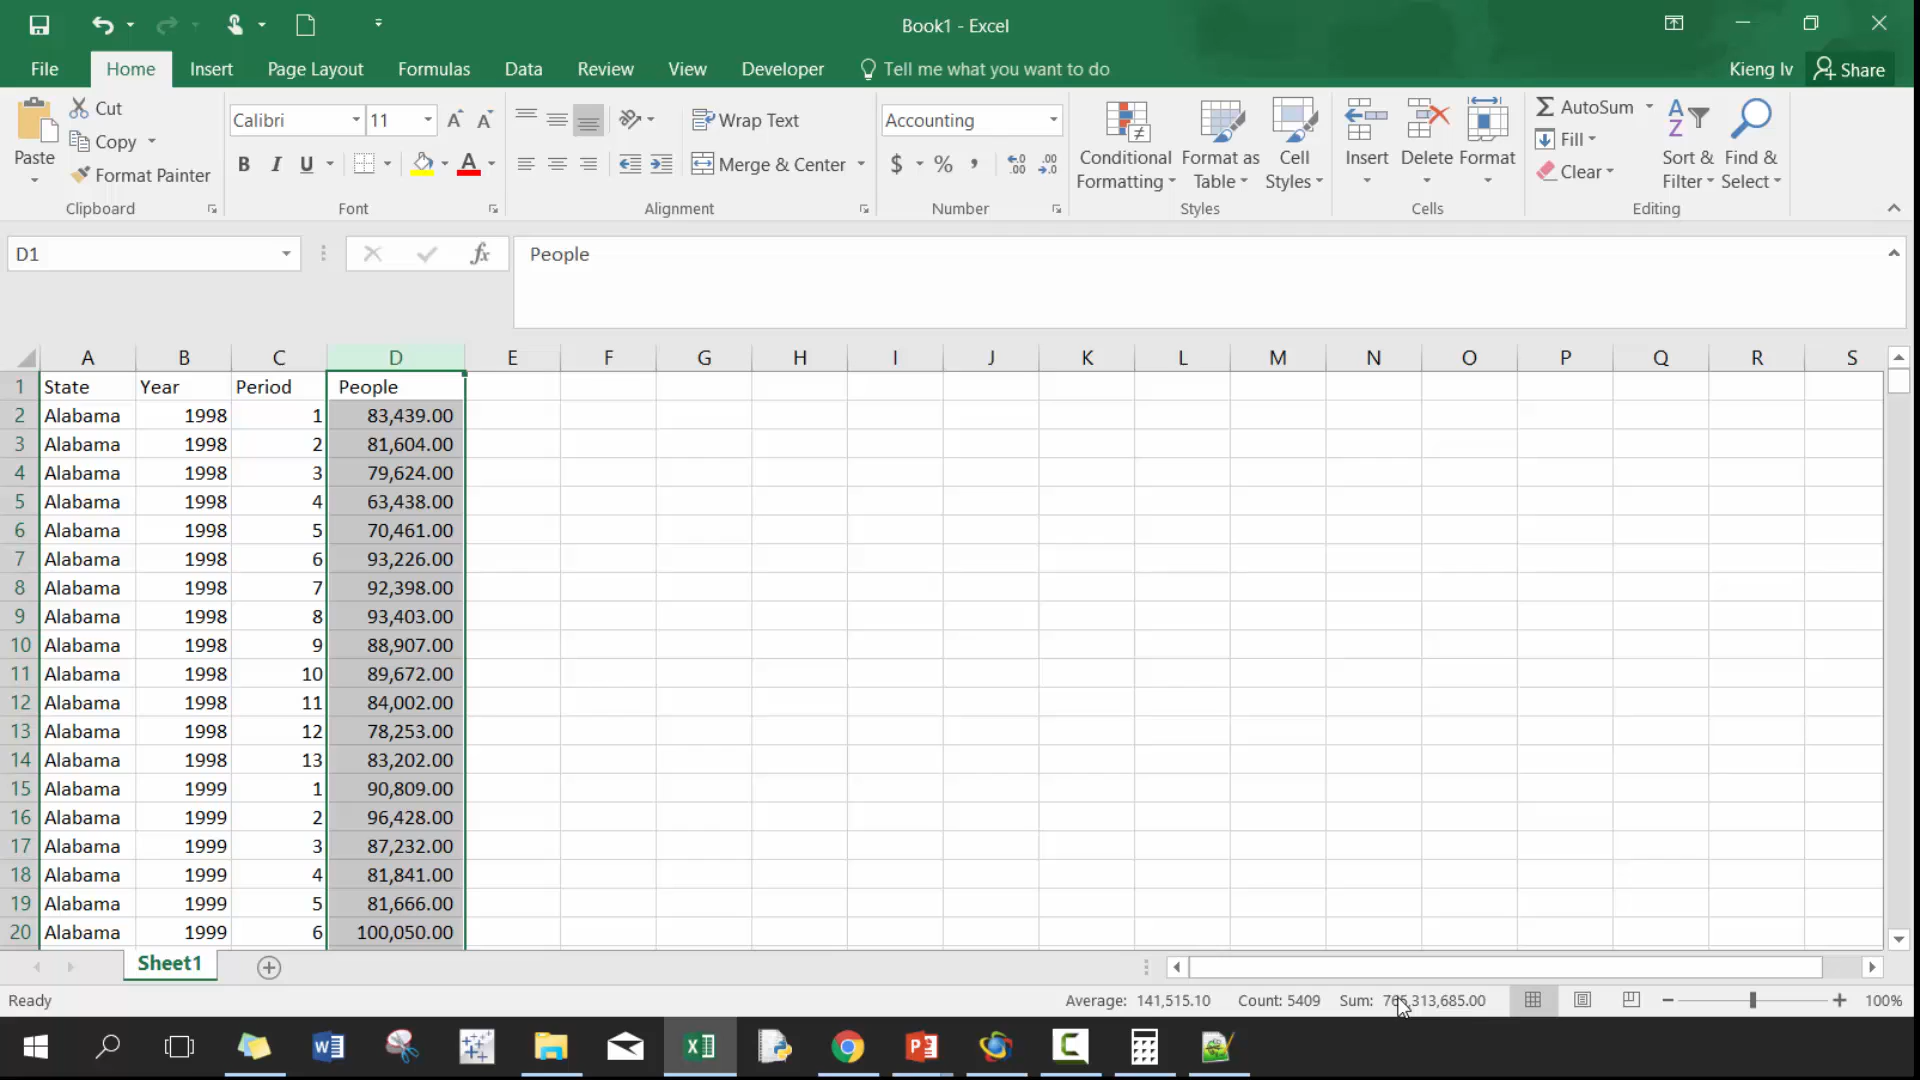 Book1 - Excel
File Home Insert Page Layout Formulas Data Review View Developer Tell me what you want to do Kieng Iv Share
Paste Cut Copy Format Painter Clipboard
Calibri 11 B I U A Font
Wrap Text Merge & Center Alignment
Accounting $ % , Number
Conditional Formatting Format as Table Cell Styles Styles
Insert Delete Format Cells
AutoSum Fill Clear Sort & Filter Find & Select Editing
D1 fx People
A B C D E F G H I J K L M N O P Q R S
1 State Year Period People
2 Alabama 1998 1 83,439.00
3 Alabama 1998 2 81,604.00
4 Alabama 1998 3 79,624.00
5 Alabama 1998 4 63,438.00
6 Alabama 1998 5 70,461.00
7 Alabama 1998 6 93,226.00
8 Alabama 1998 7 92,398.00
9 Alabama 1998 8 93,403.00
10 Alabama 1998 9 88,907.00
11 Alabama 1998 10 89,672.00
12 Alabama 1998 11 84,002.00
13 Alabama 1998 12 78,253.00
14 Alabama 1998 13 83,202.00
15 Alabama 1999 1 90,809.00
16 Alabama 1999 2 96,428.00
17 Alabama 1999 3 87,232.00
18 Alabama 1999 4 81,841.00
19 Alabama 1999 5 81,666.00
20 Alabama 1999 6 100,050.00
Sheet1
Ready Average: 141,515.10 Count: 5409 Sum: 100%